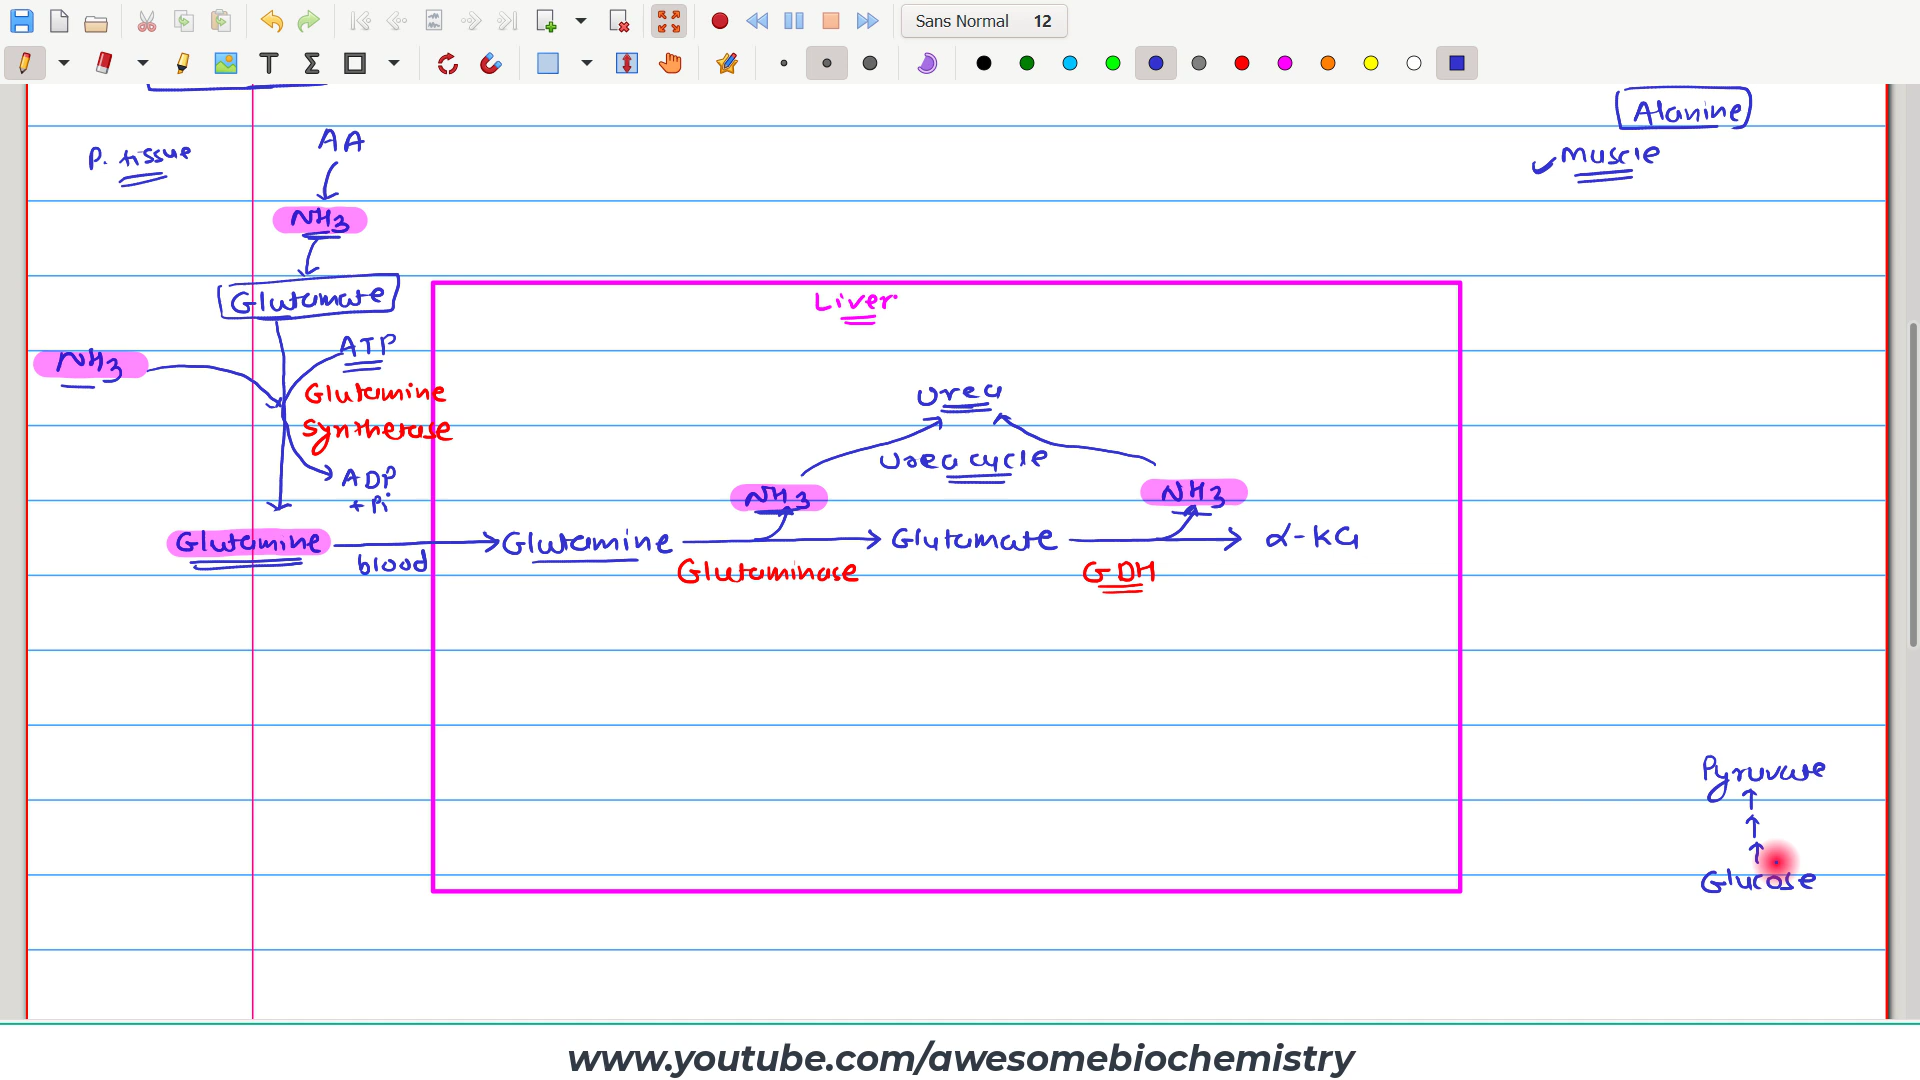 Sans Normal 12
Alanine
P. tissue
AA
Muscle
NH3
Glutamate
Liver
NH3
ATP
Glutamine
Synthetase
Urea
Urea cycle
ADP
+ Pi
NH3
NH3
Glutamine
blood
Glutamine
Glutamate
α-KG
Glutaminase
GDH
Pyruvate
Glucose
www.youtube.com/awesomebiochemistry